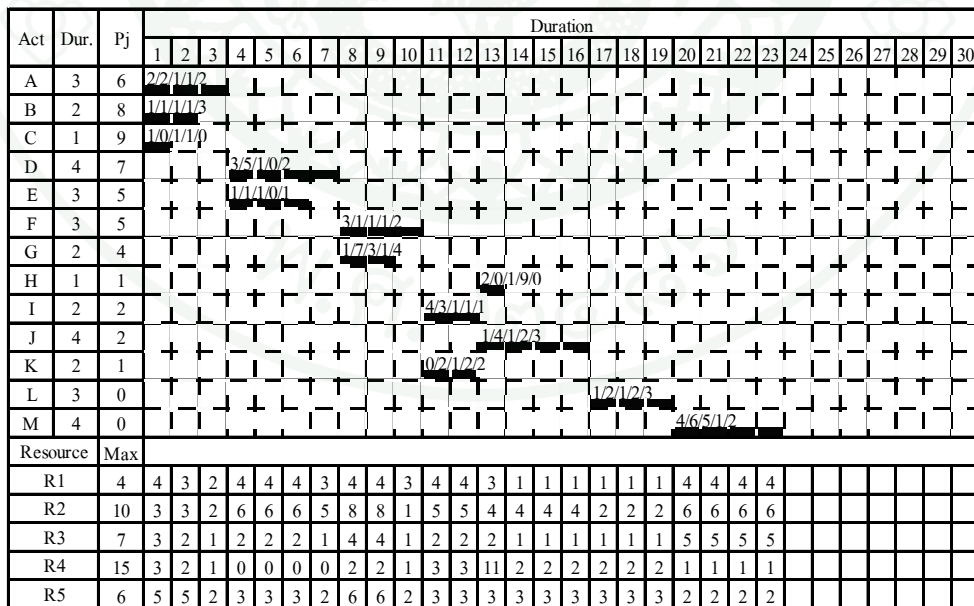 Act Dur. Pj Duration
1 2 3 4 5 6 7 8 9 10 11 12 13 14 15 16 17 18 19 20 21 22 23 24 25 26 27 28 29 30
A 3 6 2/2/1/1/2
B 2 8 1/1/1/1/3
C 1 9 1/0/1/1/0
D 4 7 3/5/1/0/2
E 3 5 1/1/1/0/1
F 3 5 3/1/1/1/2
G 2 4 1/7/3/1/4
H 1 1 2/0/1/9/0
I 2 2 4/3/1/1/1
J 4 2 1/4/1/2/3
K 2 1 0/2/1/2/2
L 3 0 1/2/1/2/3
M 4 0 4/6/5/1/2
Resource Max
R1 4 4 3 2 4 4 4 3 4 4 3 4 4 3 1 1 1 1 1 1 4 4 4 4
R2 10 3 3 2 6 6 6 5 8 8 1 5 5 4 4 4 4 2 2 2 6 6 6 6
R3 7 3 2 1 2 2 2 1 4 4 1 2 2 2 1 1 1 1 1 1 5 5 5 5
R4 15 3 2 1 0 0 0 0 2 2 1 3 3 11 2 2 2 2 2 2 1 1 1 1
R5 6 5 5 2 3 3 3 2 6 6 2 3 3 3 3 3 3 3 3 3 2 2 2 2